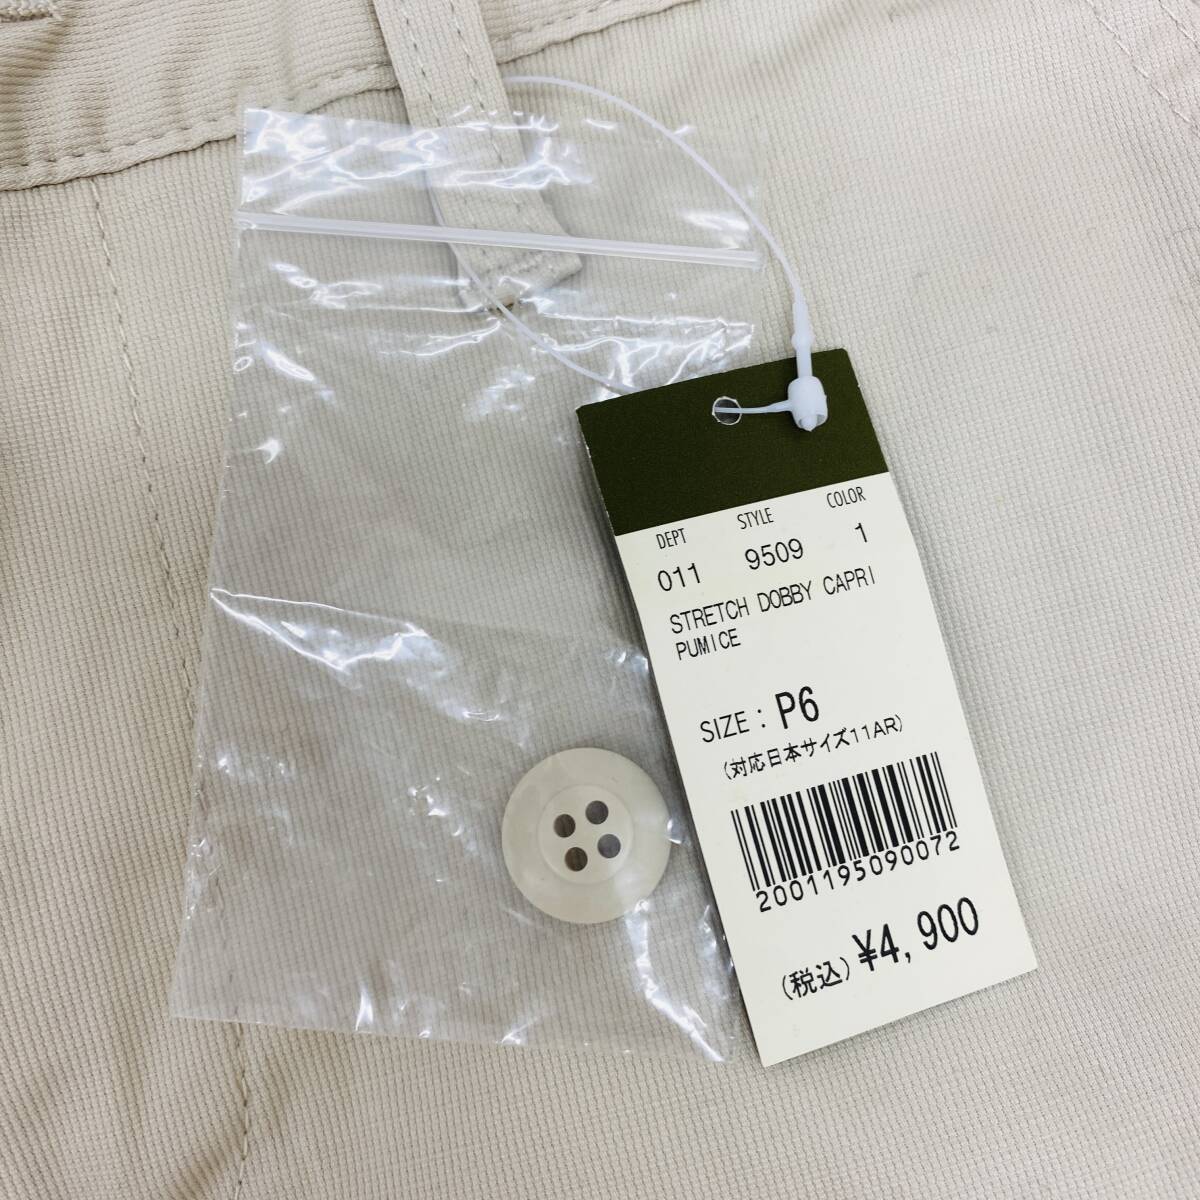 DEPT STYLE COLOR
011 9509 1
STRETCH DOBBY CAPRI
PUMICE
SIZE : P6
(対応日本サイズ11AR)
2001195090072
(税込) ¥4,900